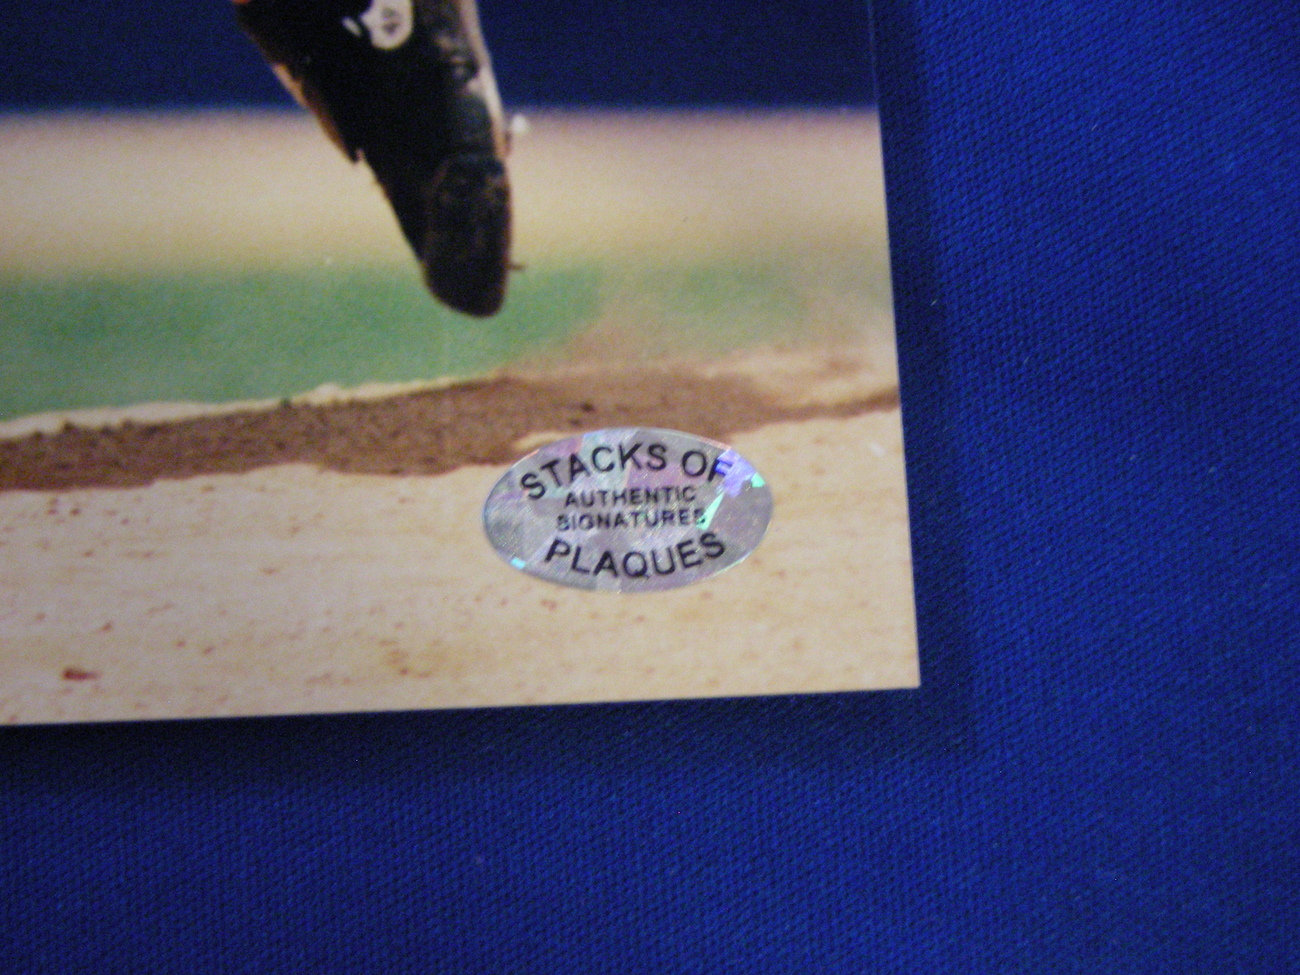 STACKS OF
AUTHENTIC
SIGNATURES
PLAQUES